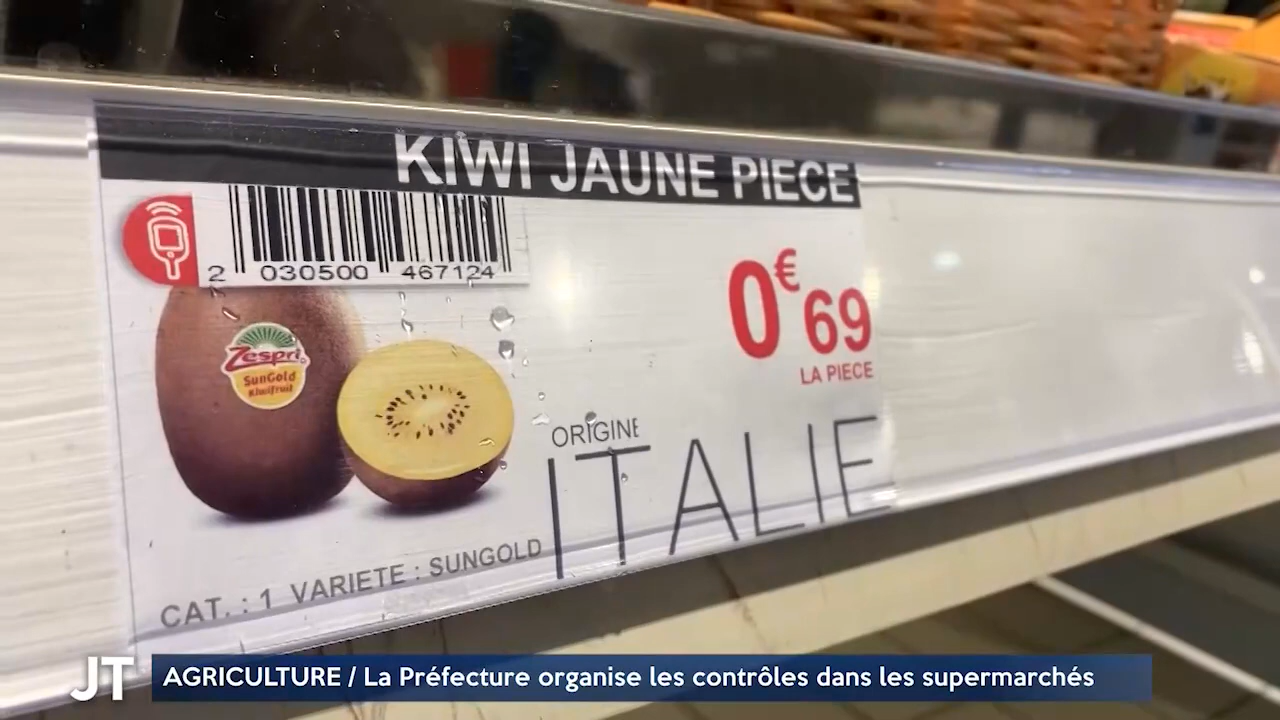 KIWI JAUNE PIECE
2 030500 467124
Zespri
SunGold
Kiwifruit
0€69
LA PIECE
ORIGINE
ITALIE
CAT. : 1 VARIETE : SUNGOLD
JT AGRICULTURE / La Préfecture organise les contrôles dans les supermarchés